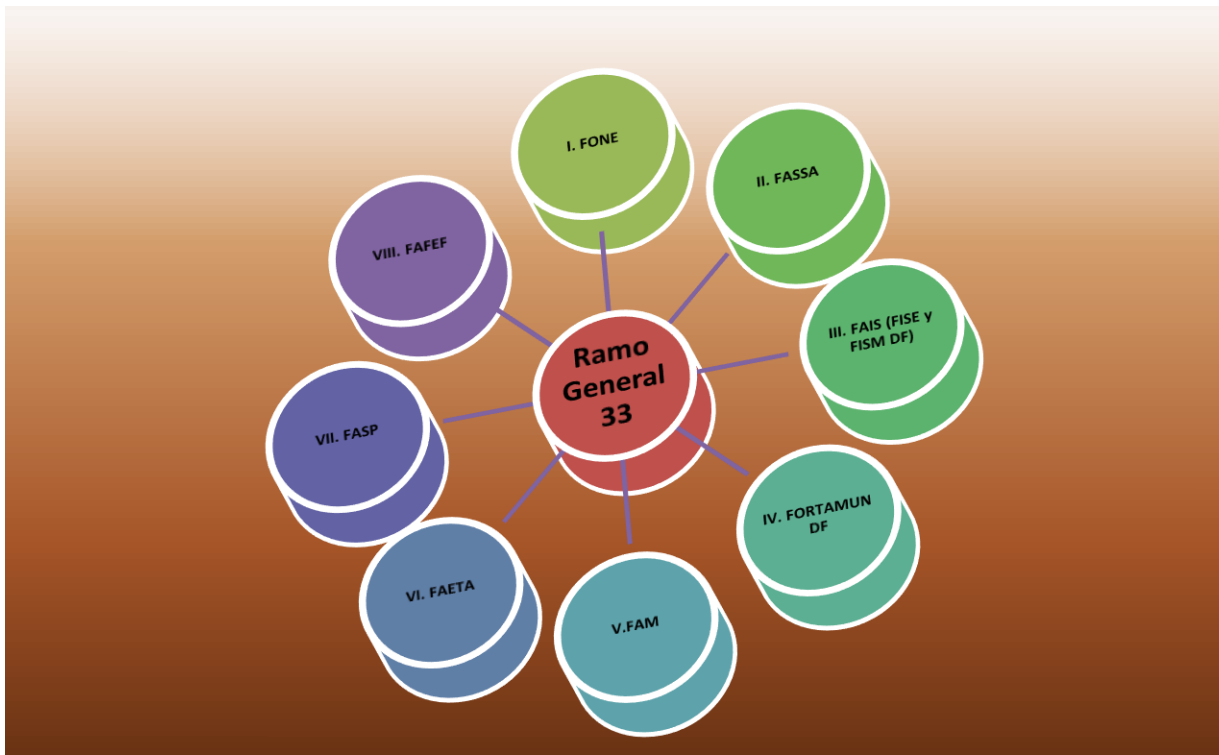 Ramo
General
33
I. FONE
II. FASSA
III. FAIS (FISE y
FISM DF)
IV. FORTAMUN
DF
V.FAM
VI. FAETA
VII. FASP
VIII. FAFEF